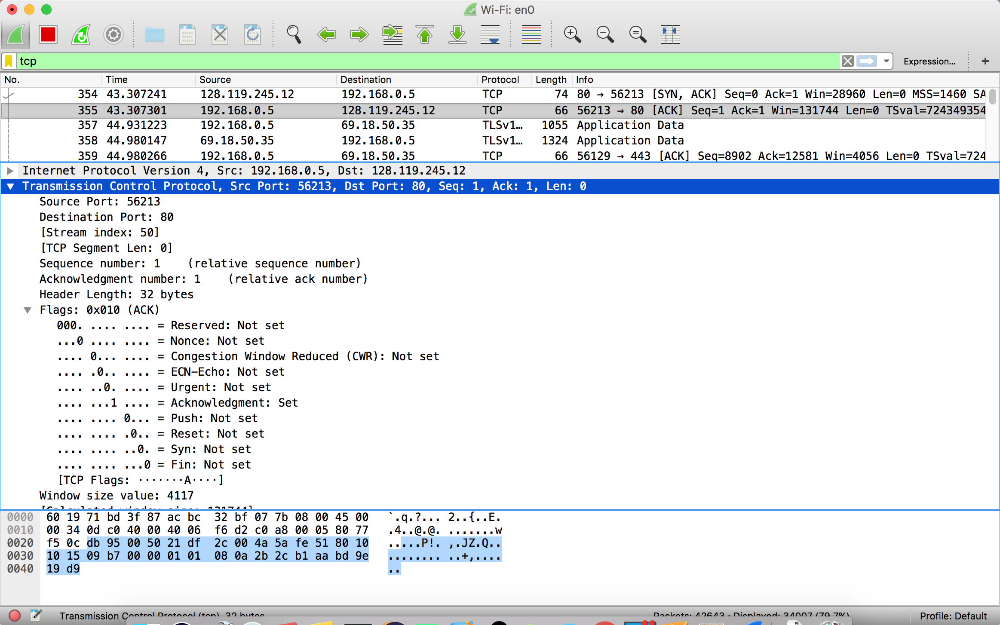 Wi-Fi: en0
tcp
Expression...
+
No. Time Source Destination Protocol Length Info
354 43.307241 128.119.245.12 192.168.0.5 TCP 74 80 → 56213 [SYN, ACK] Seq=0 Ack=1 Win=28960 Len=0 MSS=1460 SA
355 43.307301 192.168.0.5 128.119.245.12 TCP 66 56213 → 80 [ACK] Seq=1 Ack=1 Win=131744 Len=0 TSval=724349354
357 44.931223 192.168.0.5 69.18.50.35 TLSv1… 1055 Application Data
358 44.980147 69.18.50.35 192.168.0.5 TLSv1… 1324 Application Data
359 44.980266 192.168.0.5 69.18.50.35 TCP 66 56129 → 443 [ACK] Seq=8902 Ack=12581 Win=4056 Len=0 TSval=724
Internet Protocol Version 4, Src: 192.168.0.5, Dst: 128.119.245.12
Transmission Control Protocol, Src Port: 56213, Dst Port: 80, Seq: 1, Ack: 1, Len: 0
Source Port: 56213
Destination Port: 80
[Stream index: 50]
[TCP Segment Len: 0]
Sequence number: 1    (relative sequence number)
Acknowledgment number: 1    (relative ack number)
Header Length: 32 bytes
Flags: 0x010 (ACK)
000. .... .... = Reserved: Not set
...0 .... .... = Nonce: Not set
.... 0... .... = Congestion Window Reduced (CWR): Not set
.... .0.. .... = ECN-Echo: Not set
.... ..0. .... = Urgent: Not set
.... ...1 .... = Acknowledgment: Set
.... .... 0... = Push: Not set
.... .... .0.. = Reset: Not set
.... .... ..0. = Syn: Not set
.... .... ...0 = Fin: Not set
[TCP Flags: ·······A····]
Window size value: 4117
[Calculated window size: 131744]
0000 60 19 71 bd 3f 87 ac bc 32 bf 07 7b 08 00 45 00 `.q.?... 2..{..E.
0010 00 34 0d c0 40 00 40 06 f6 d2 c0 a8 00 05 80 77 .4..@.@. .......w
0020 f5 0c db 95 00 50 21 df 2c 00 4a 5a fe 51 80 10 .....P!. ,.JZ.Q..
0030 10 15 09 b7 00 00 01 01 08 0a 2b 2c b1 aa bd 9e ........ ..+,....
0040 19 d9 ..
Transmission Control Protocol (tcp), 32 bytes
Packets: 42643 · Displayed: 34007 (79.7%)
Profile: Default